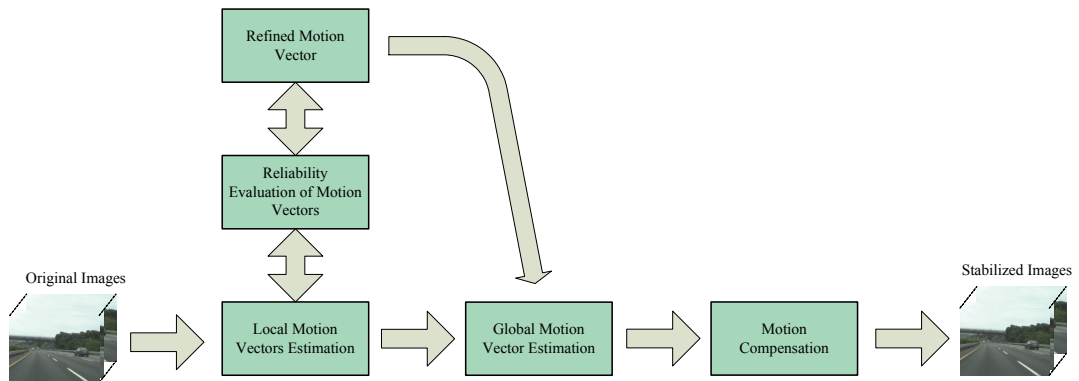 Refined Motion
Vector
Reliability
Evaluation of Motion
Vectors
Original Images
Stabilized Images
Local Motion
Vectors Estimation
Global Motion
Vector Estimation
Motion
Compensation